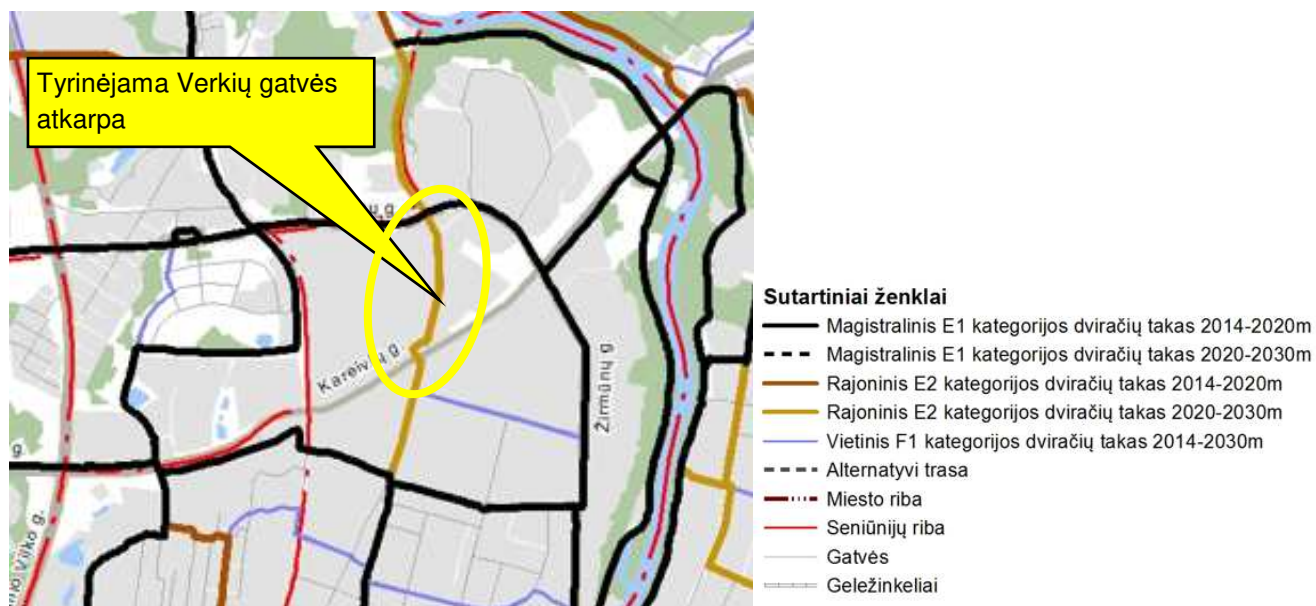 Tyrinėjama Verkių gatvės
atkarpa
ų g.
Kareivių g.
Žirmūnų g.
g.
Sutartiniai ženklai
Magistralinis E1 kategorijos dviračių takas 2014-2020m
Magistralinis E1 kategorijos dviračių takas 2020-2030m
Rajoninis E2 kategorijos dviračių takas 2014-2020m
Rajoninis E2 kategorijos dviračių takas 2020-2030m
Vietinis F1 kategorijos dviračių takas 2014-2030m
Alternatyvi trasa
Miesto riba
Seniūnijų riba
Gatvės
Geležinkeliai